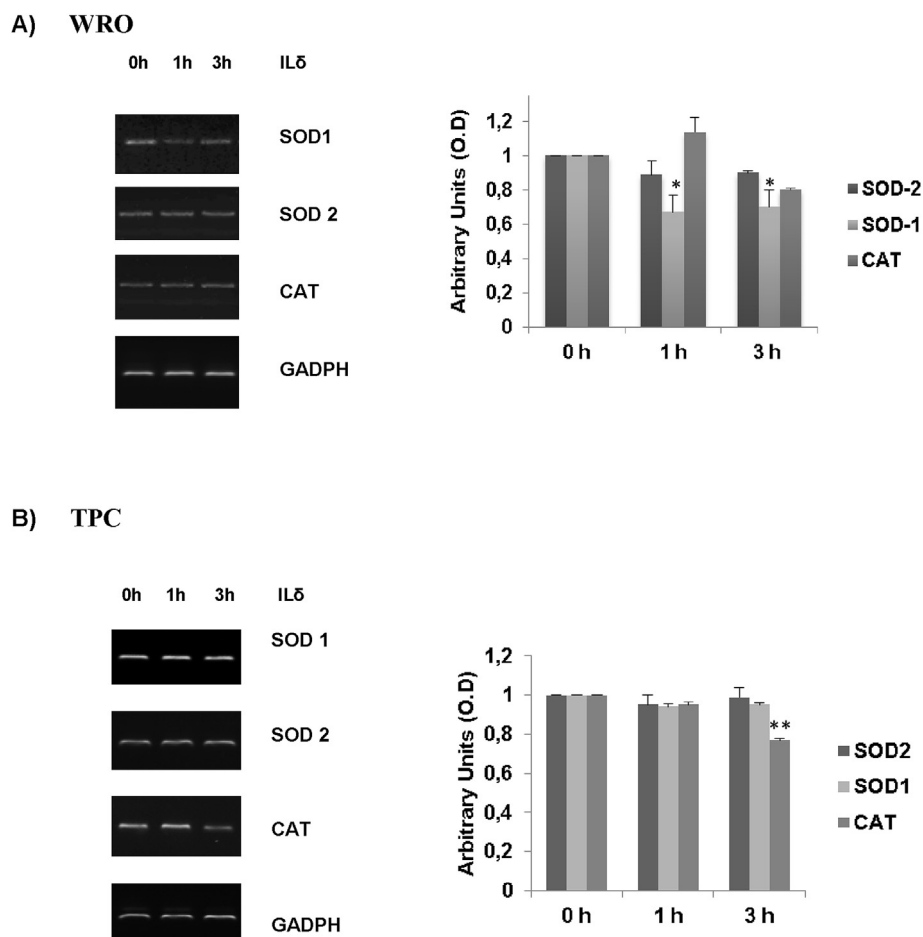 A) WRO
0h 1h 3h ILδ
SOD1
SOD 2
CAT
GADPH
Arbitrary Units (O.D)
1,2
1
0,8
0,6
0,4
0,2
0
* *
0 h 1 h 3 h
SOD-2
SOD-1
CAT
B) TPC
0h 1h 3h ILδ
SOD 1
SOD 2
CAT
GADPH
Arbitrary Units (O.D)
1,2
1
0,8
0,6
0,4
0,2
0
**
0 h 1 h 3 h
SOD2
SOD1
CAT